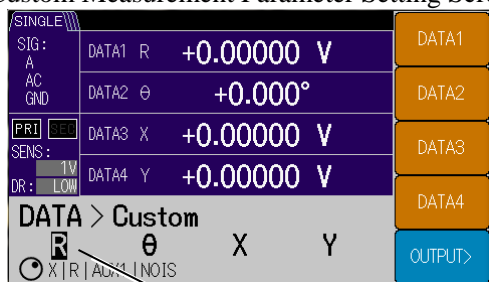 Custom Measurement Parameter Setting
SINGLE
SIG:
A
AC
GND
DATA1 R +0.00000 V
DATA2 θ +0.000°
PRI SEC
DATA3 X +0.00000 V
SENS:
1V
DATA4 Y +0.00000 V
DR: LOW
DATA > Custom
R θ X Y
X|R|AUX1|NOIS
DATA1
DATA2
DATA3
DATA4
OUTPUT>